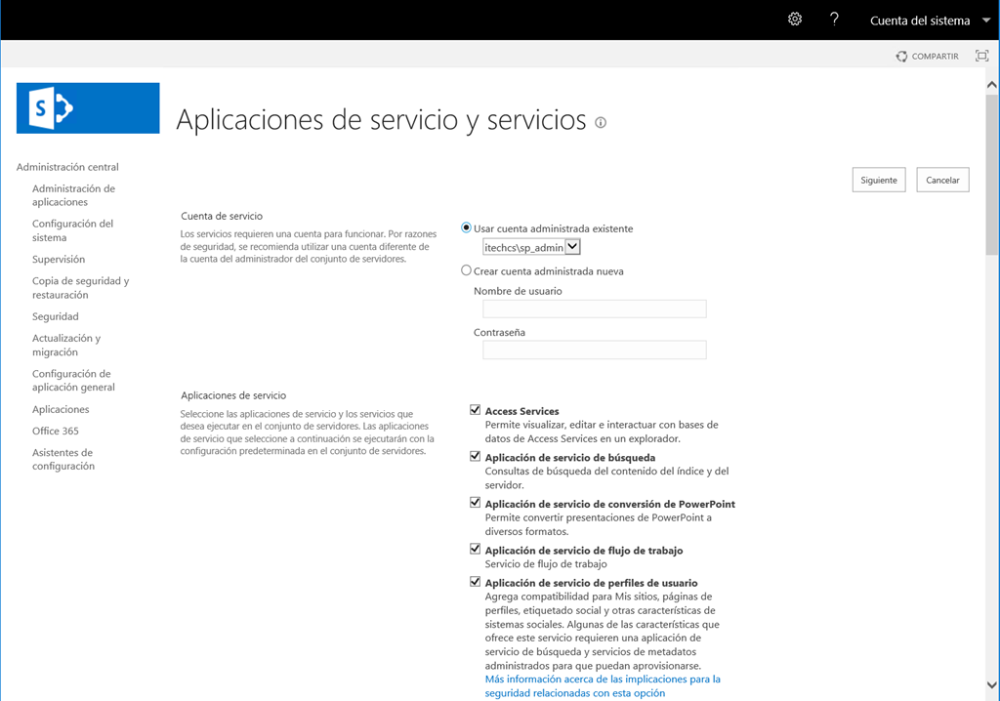 ? Cuenta del sistema
COMPARTIR
S
Aplicaciones de servicio y servicios
Administración central
Administración de
aplicaciones
Configuración del
sistema
Supervisión
Copia de seguridad y
restauración
Seguridad
Actualización y
migración
Configuración de
aplicación general
Aplicaciones
Office 365
Asistentes de
configuración
Siguiente Cancelar
Cuenta de servicio
Los servicios requieren una cuenta para funcionar. Por razones
de seguridad, se recomienda utilizar una cuenta diferente de
la cuenta del administrador del conjunto de servidores.
Usar cuenta administrada existente
itechcs\sp_admin
Crear cuenta administrada nueva
Nombre de usuario
Contraseña
Aplicaciones de servicio
Seleccione las aplicaciones de servicio y los servicios que
desea ejecutar en el conjunto de servidores. Las aplicaciones
de servicio que seleccione a continuación se ejecutarán con la
configuración predeterminada en el conjunto de servidores.
Access Services
Permite visualizar, editar e interactuar con bases de
datos de Access Services en un explorador.
Aplicación de servicio de búsqueda
Consultas de búsqueda del contenido del índice y del
servidor.
Aplicación de servicio de conversión de PowerPoint
Permite convertir presentaciones de PowerPoint a
diversos formatos.
Aplicación de servicio de flujo de trabajo
Servicio de flujo de trabajo
Aplicación de servicio de perfiles de usuario
Agrega compatibilidad para Mis sitios, páginas de
perfiles, etiquetado social y otras características de
sistemas sociales. Algunas de las características que
ofrece este servicio requieren una aplicación de
servicio de búsqueda y servicios de metadatos
administrados para que puedan aprovisionarse.
Más información acerca de las implicaciones para la
seguridad relacionadas con esta opción